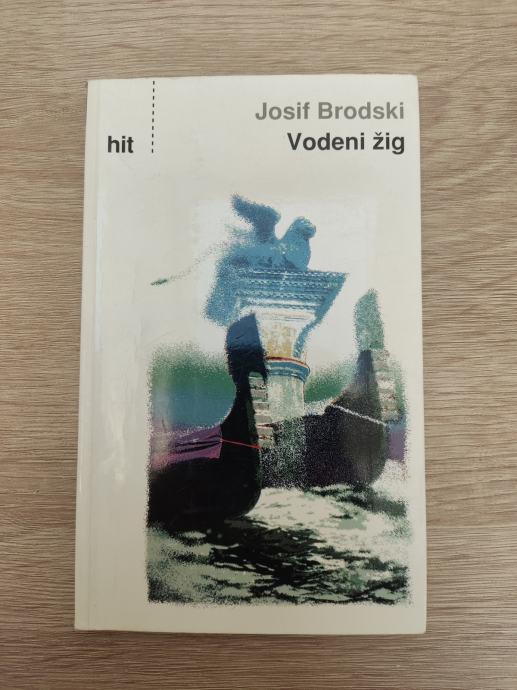 Josif Brodski
hit
Vodeni žig